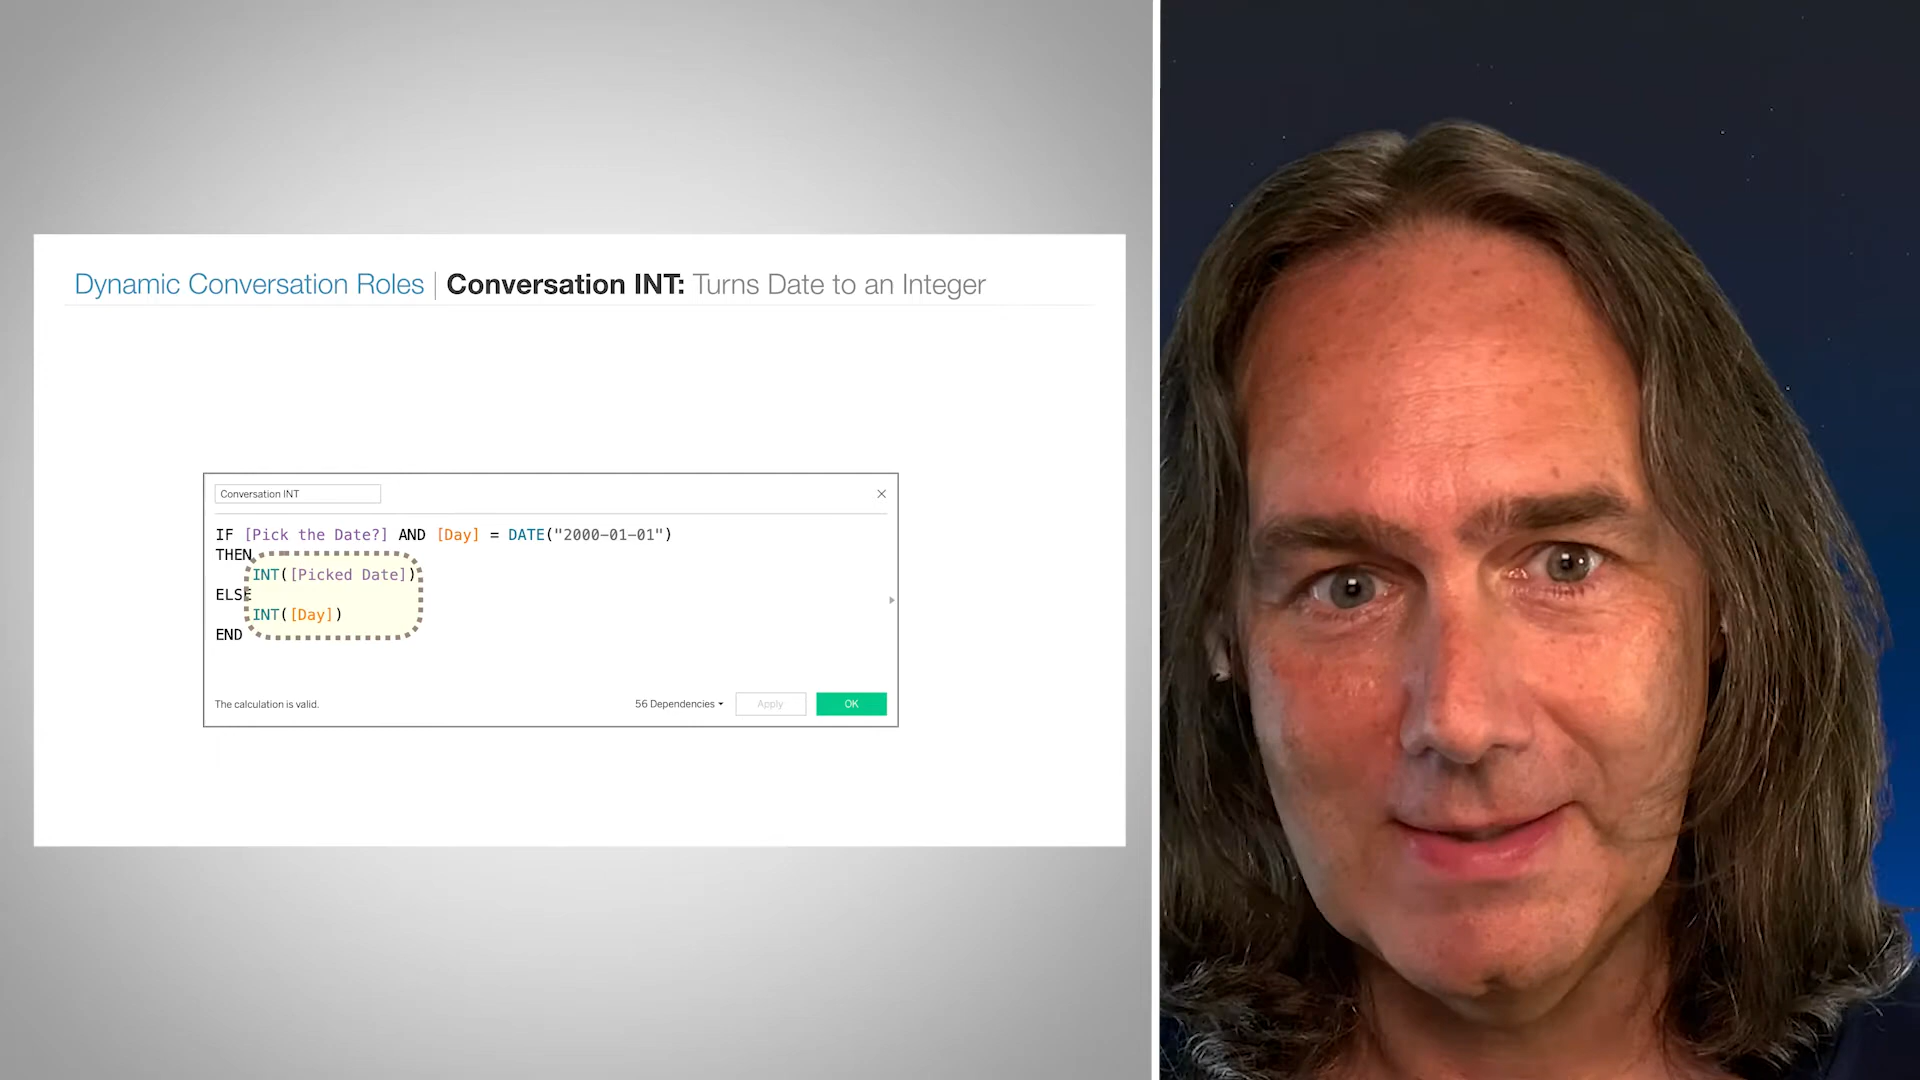 Dynamic Conversation Roles | Conversation INT: Turns Date to an Integer
Conversation INT
IF [Pick the Date?] AND [Day] = DATE("2000-01-01")
THEN
INT([Picked Date])
ELSE
INT([Day])
END
The calculation is valid.
56 Dependencies
Apply
OK